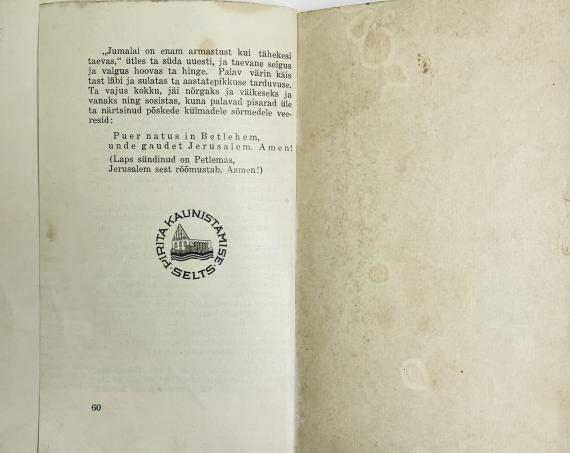 „Jumalal on enam armastust kui tähekesi
taevas,“ ütles ta süda uuesti, ja taevane selgus
ja valgus hoovas ta hinge. Palav värin käis
tast läbi ja sulatas ta aastatepikkuse tarduvuse.
Ta vajus kokku, jäi nõrgaks ja väikeseks ja
vanaks ning sosistas, kuna palavad pisarad üle
ta närtsinud põskede külmadele sõrmedele vee-
resid:
Puer natus in Betlehem,
unde gaudet Jerusalem. Amen!
(Laps sündinud on Petlemas,
Jerusalem sest rõõmustab. Aamen!)
PIRITA KAUNISTAMISE
SELTS
60